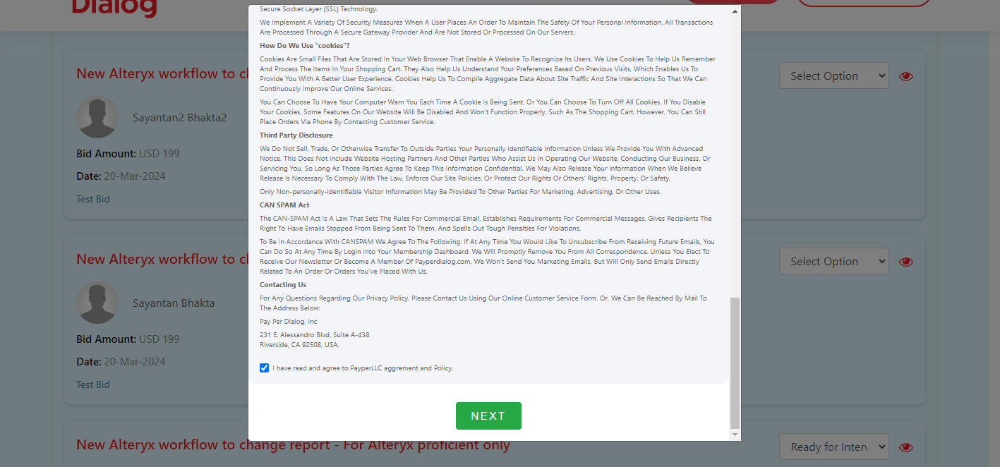 Dialog
Secure Socket Layer (SSL) Technology.
We Implement A Variety Of Security Measures When A User Places An Order To Maintain The Safety Of Your Personal Information. All Transactions
Are Processed Through A Secure Gateway Provider And Are Not Stored Or Processed On Our Servers.
How Do We Use “cookies”?
Cookies Are Small Files That Are Stored In Your Web Browser That Enable A Website To Recognize Its Users. We Use Cookies To Help Us Remember
And Process The Items In Your Shopping Cart. They Also Help Us Understand Your Preferences Based On Previous Visits, Which Enables Us To
Provide You With A Better User Experience. Cookies Help Us To Compile Aggregate Data About Site Traffic And Site Interactions So That We Can
Continuously Improve Our Online Services.
You Can Choose To Have Your Computer Warn You Each Time A Cookie Is Being Sent, Or You Can Choose To Turn Off All Cookies. If You Disable
Your Cookies, Some Features On Our Website Will Be Disabled And Won't Function Properly, Such As The Shopping Cart. However, You Can Still
Place Orders Via Phone By Contacting Customer Service.
Third Party Disclosure
We Do Not Sell, Trade, Or Otherwise Transfer To Outside Parties Your Personally Identifiable Information Unless We Provide You With Advanced
Notice. This Does Not Include Website Hosting Partners And Other Parties Who Assist Us In Operating Our Website, Conducting Our Business, Or
Servicing You, So Long As Those Parties Agree To Keep This Information Confidential. We May Also Release Your Information When We Believe
Release Is Necessary To Comply With The Law, Enforce Our Site Policies, Or Protect Our Rights Or Others' Rights, Property, Or Safety.
Only Non-personally-identifiable Visitor Information May Be Provided To Other Parties For Marketing, Advertising, Or Other Uses.
CAN SPAM Act
The CAN-SPAM Act Is A Law That Sets The Rules For Commercial Email, Establishes Requirements For Commercial Messages, Gives Recipients The
Right To Have Emails Stopped From Being Sent To Them, And Spells Out Tough Penalties For Violations.
To Be In Accordance With CANSPAM We Agree To The Following: If At Any Time You Would Like To Unsubscribe From Receiving Future Emails, You
Can Do So At Any Time By Login Into Your Membership Dashboard. We Will Promptly Remove You From All Correspondence. Unless You Elect To
Receive Our Newsletter Or Become A Member Of Payperdialog.com, We Won't Send You Marketing Emails, But Will Only Send Emails Directly
Related To An Order Or Orders You've Placed With Us.
Contacting Us
For Any Questions Regarding Our Privacy Policy, Please Contact Us Using Our Online Customer Service Form. Or, We Can Be Reached By Mail To
The Address Below:
Pay Per Dialog, Inc
231 E. Alessandro Blvd, Suite A-438
Riverside, CA 92508, USA.
I have read and agree to PayperLLC aggrement and Policy.
NEXT
New Alteryx workflow to ch
Select Option
Sayantan2 Bhakta2
Bid Amount: USD 199
Date: 20-Mar-2024
Test Bid
New Alteryx workflow to ch
Select Option
Sayantan Bhakta
Bid Amount: USD 199
Date: 20-Mar-2024
Test Bid
New Alteryx workflow to change report - For Alteryx proficient only
Ready for Interv